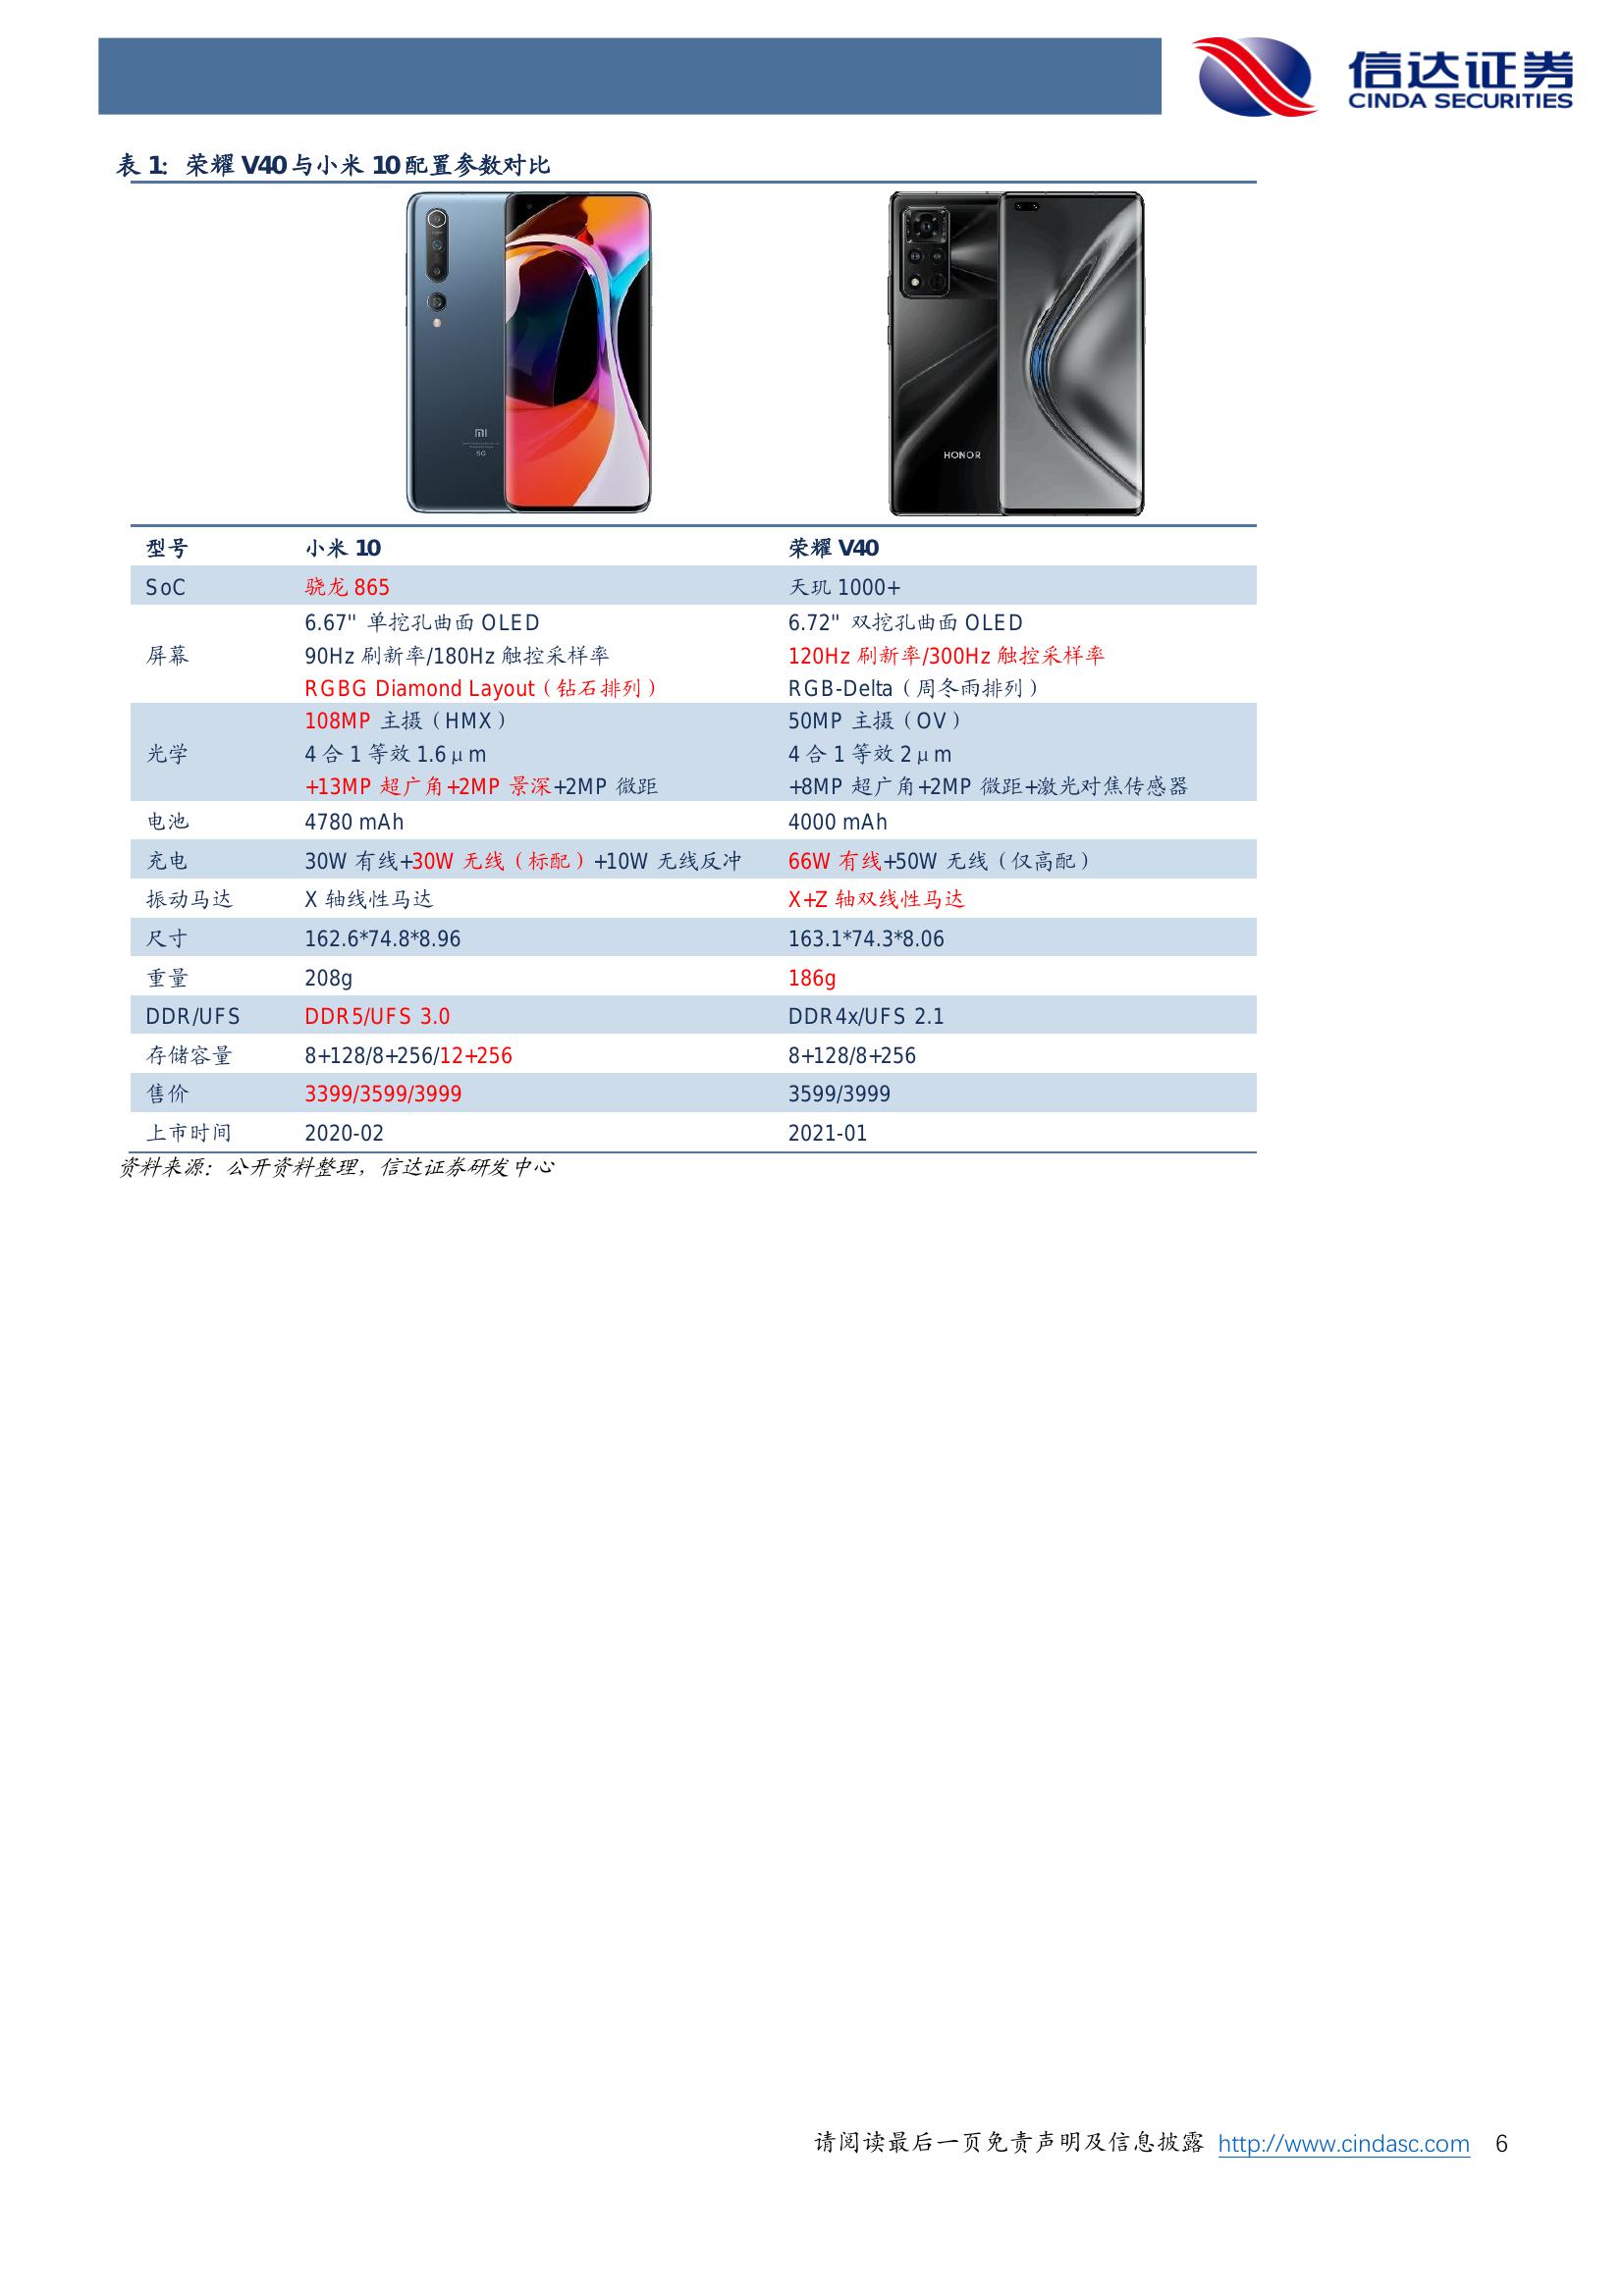 信达证券
CINDA SECURITIES
表 1: 荣耀 V40 与小米 10 配置参数对比
HONOR
5G
型号 小米 10 荣耀 V40
SoC 骁龙 865 天玑 1000+
屏幕 6.67" 单挖孔曲面 OLED 6.72" 双挖孔曲面 OLED
90Hz 刷新率/180Hz 触控采样率 120Hz 刷新率/300Hz 触控采样率
RGBG Diamond Layout（钻石排列） RGB-Delta（周冬雨排列）
光学 108MP 主摄（HMX） 50MP 主摄（OV）
4 合 1 等效 1.6μm 4 合 1 等效 2μm
+13MP 超广角+2MP 景深+2MP 微距 +8MP 超广角+2MP 微距+激光对焦传感器
电池 4780 mAh 4000 mAh
充电 30W 有线+30W 无线（标配）+10W 无线反冲 66W 有线+50W 无线（仅高配）
振动马达 X 轴线性马达 X+Z 轴双线性马达
尺寸 162.6*74.8*8.96 163.1*74.3*8.06
重量 208g 186g
DDR/UFS DDR5/UFS 3.0 DDR4x/UFS 2.1
存储容量 8+128/8+256/12+256 8+128/8+256
售价 3399/3599/3999 3599/3999
上市时间 2020-02 2021-01
资料来源：公开资料整理，信达证券研发中心
请阅读最后一页免责声明及信息披露 http://www.cindasc.com 6